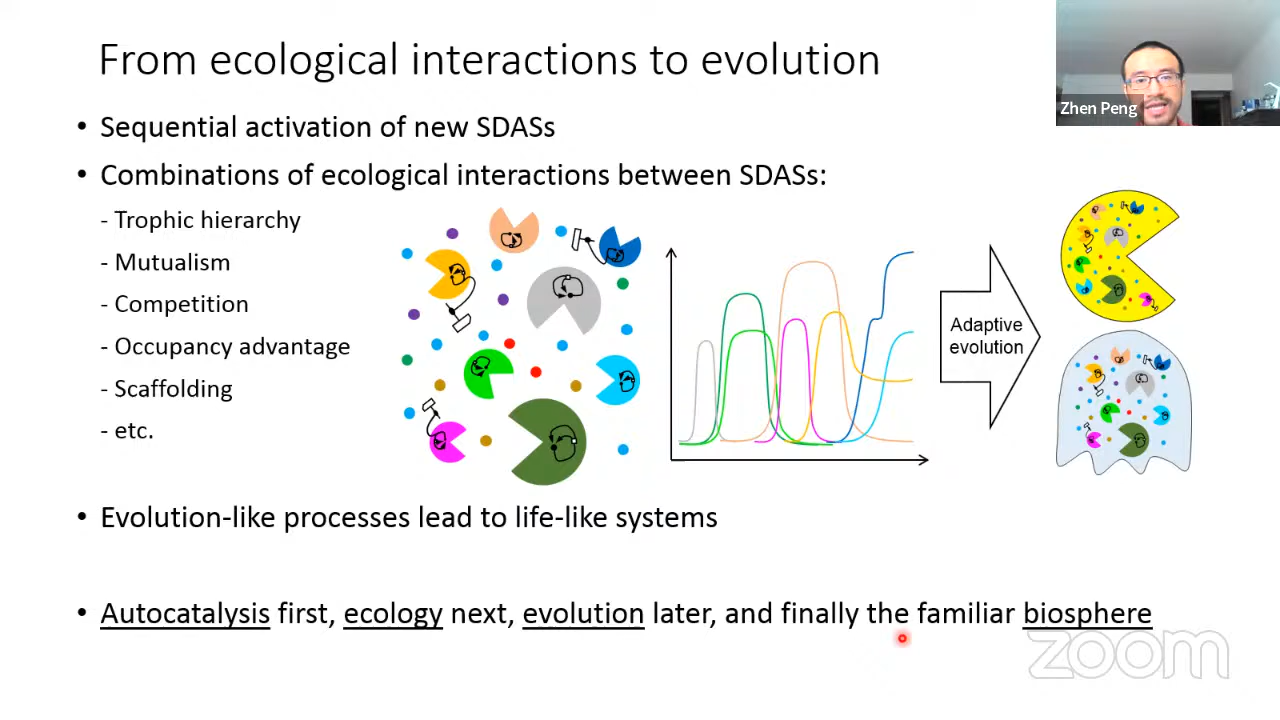 From ecological interactions to evolution
Zhen Peng
• Sequential activation of new SDASs
• Combinations of ecological interactions between SDASs:
- Trophic hierarchy
- Mutualism
- Competition
- Occupancy advantage
- Scaffolding
- etc.
Adaptive
evolution
• Evolution-like processes lead to life-like systems
• Autocatalysis first, ecology next, evolution later, and finally the familiar biosphere
zoom